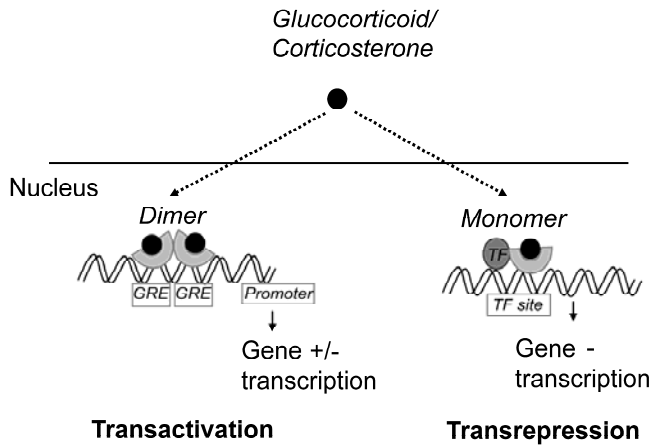 Glucocorticoid/
Corticosterone
Nucleus
Dimer
Monomer
TF
GRE GRE Promoter
TF site
Gene +/-
transcription
Gene -
transcription
Transactivation
Transrepression